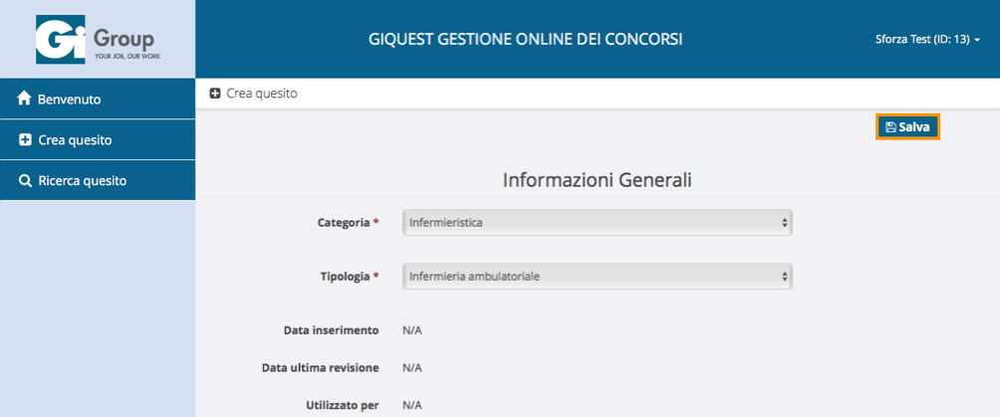 Gi Group
YOUR JOB, OUR WORK
GIQUEST GESTIONE ONLINE DEI CONCORSI
Sforza Test (ID: 13)
Benvenuto
Crea quesito
Ricerca quesito
Crea quesito
Salva
Informazioni Generali
Categoria * Infermieristica
Tipologia * Infermieria ambulatoriale
Data inserimento N/A
Data ultima revisione N/A
Utilizzato per N/A